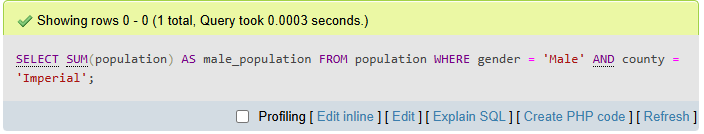 Showing rows 0 - 0 (1 total, Query took 0.0003 seconds.)
SELECT SUM(population) AS male_population FROM population WHERE gender = 'Male' AND county =
'Imperial';
Profiling [ Edit inline ] [ Edit ] [ Explain SQL ] [ Create PHP code ] [ Refresh ]